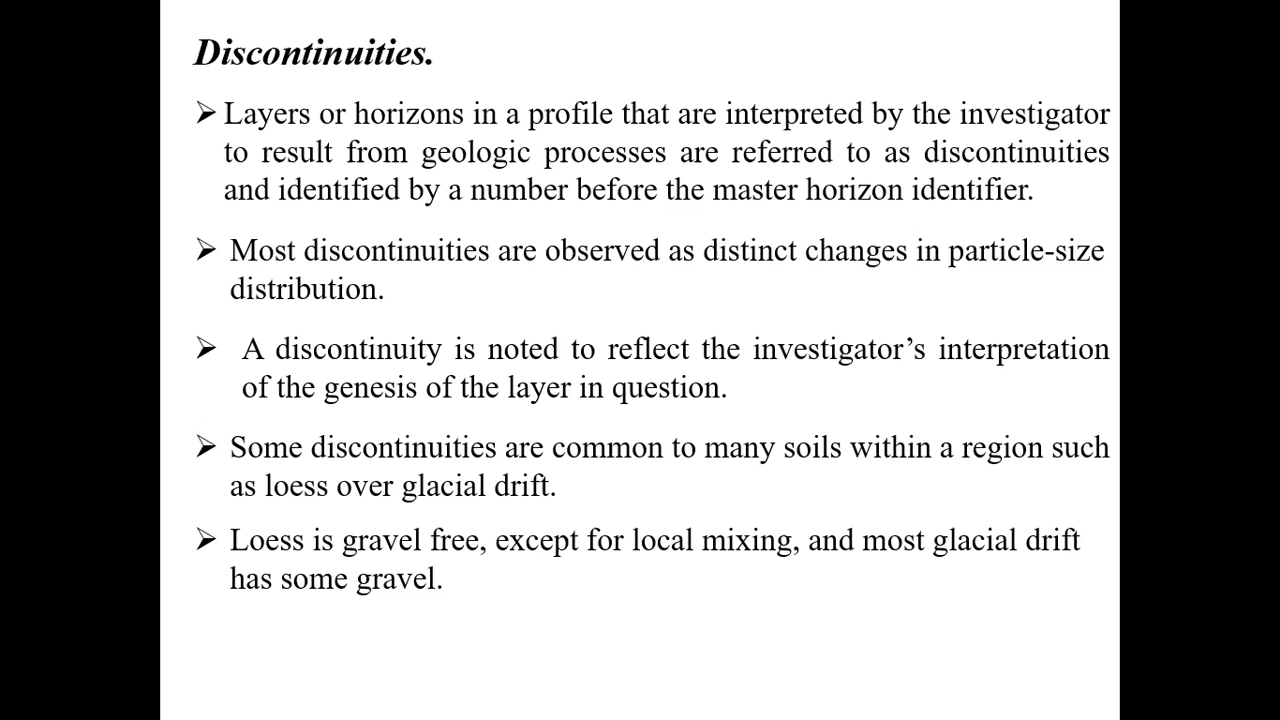 Discontinuities.
➢ Layers or horizons in a profile that are interpreted by the investigator
to result from geologic processes are referred to as discontinuities
and identified by a number before the master horizon identifier.
➢ Most discontinuities are observed as distinct changes in particle-size
distribution.
➢ A discontinuity is noted to reflect the investigator’s interpretation
of the genesis of the layer in question.
➢ Some discontinuities are common to many soils within a region such
as loess over glacial drift.
➢ Loess is gravel free, except for local mixing, and most glacial drift
has some gravel.